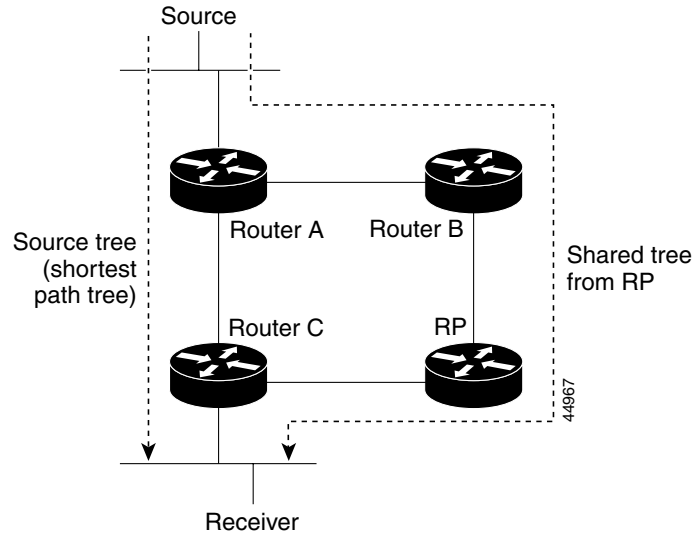 Source
Router A
Router B
Source tree
(shortest
path tree)
Shared tree
from RP
Router C
RP
44967
Receiver